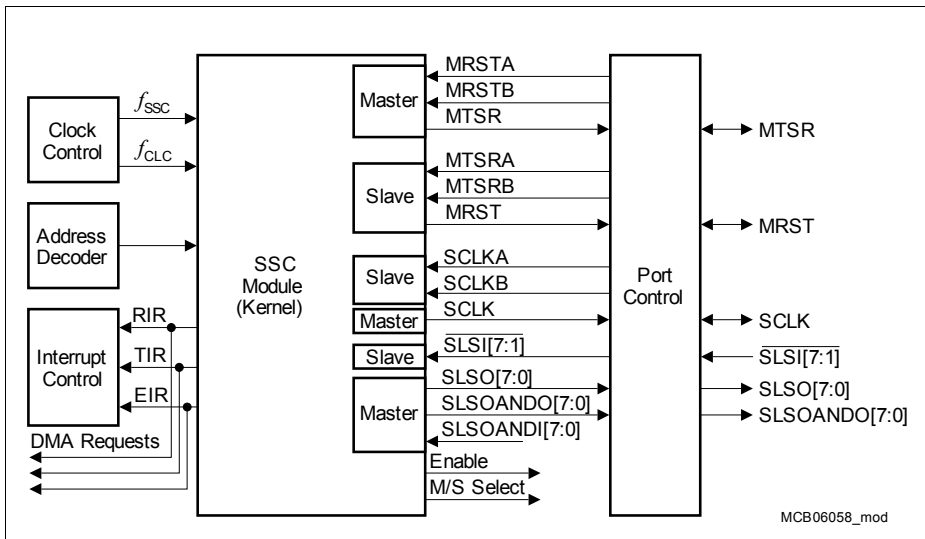 Clock
Control
fSSC
fCLC
Address
Decoder
Interrupt
Control
RIR
TIR
EIR
DMA Requests
SSC
Module
(Kernel)
Master
Slave
Slave
Master
Slave
Master
MRSTA
MRSTB
MTSR
MTSRA
MTSRB
MRST
SCLKA
SCLKB
SCLK
SLSI[7:1]
SLSO[7:0]
SLSOANDO[7:0]
SLSOANDI[7:0]
Enable
M/S Select
Port
Control
MTSR
MRST
SCLK
SLSI[7:1]
SLSO[7:0]
SLSOANDO[7:0]
MCB06058_mod